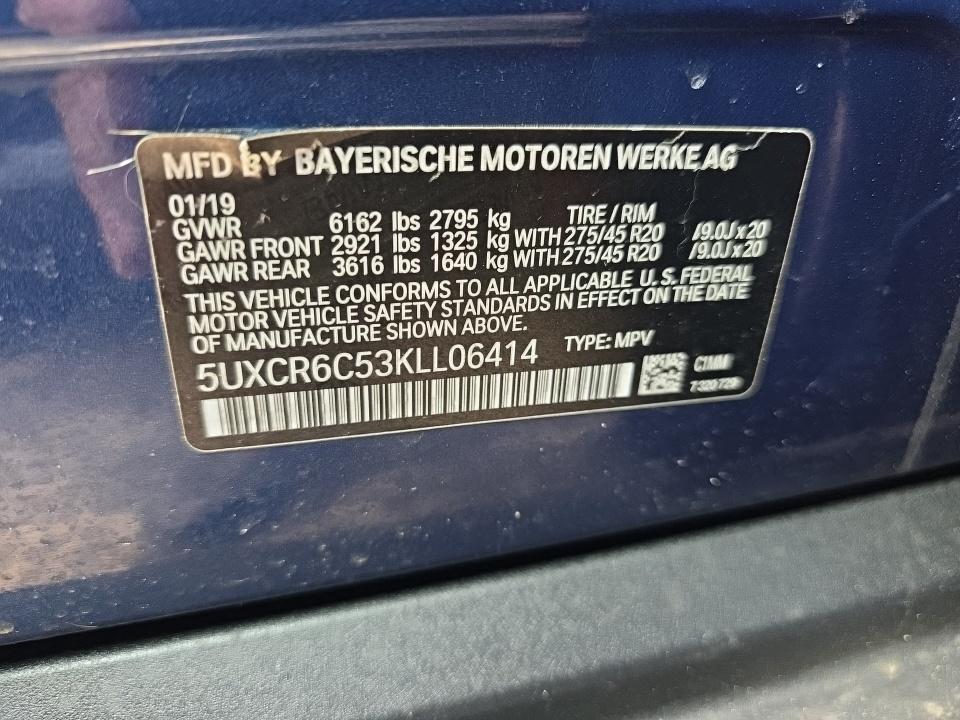 MFD BY BAYERISCHE MOTOREN WERKE AG
01/19 TIRE / RIM
GVWR 6162 lbs 2795 kg
GAWR FRONT 2921 lbs 1325 kg WITH 275/45 R20 /9.0J x 20
GAWR REAR 3616 lbs 1640 kg WITH 275/45 R20 /9.0J x 20
THIS VEHICLE CONFORMS TO ALL APPLICABLE U. S. FEDERAL
MOTOR VEHICLE SAFETY STANDARDS IN EFFECT ON THE DATE
OF MANUFACTURE SHOWN ABOVE.
5UXCR6C53KLL06414 TYPE: MPV